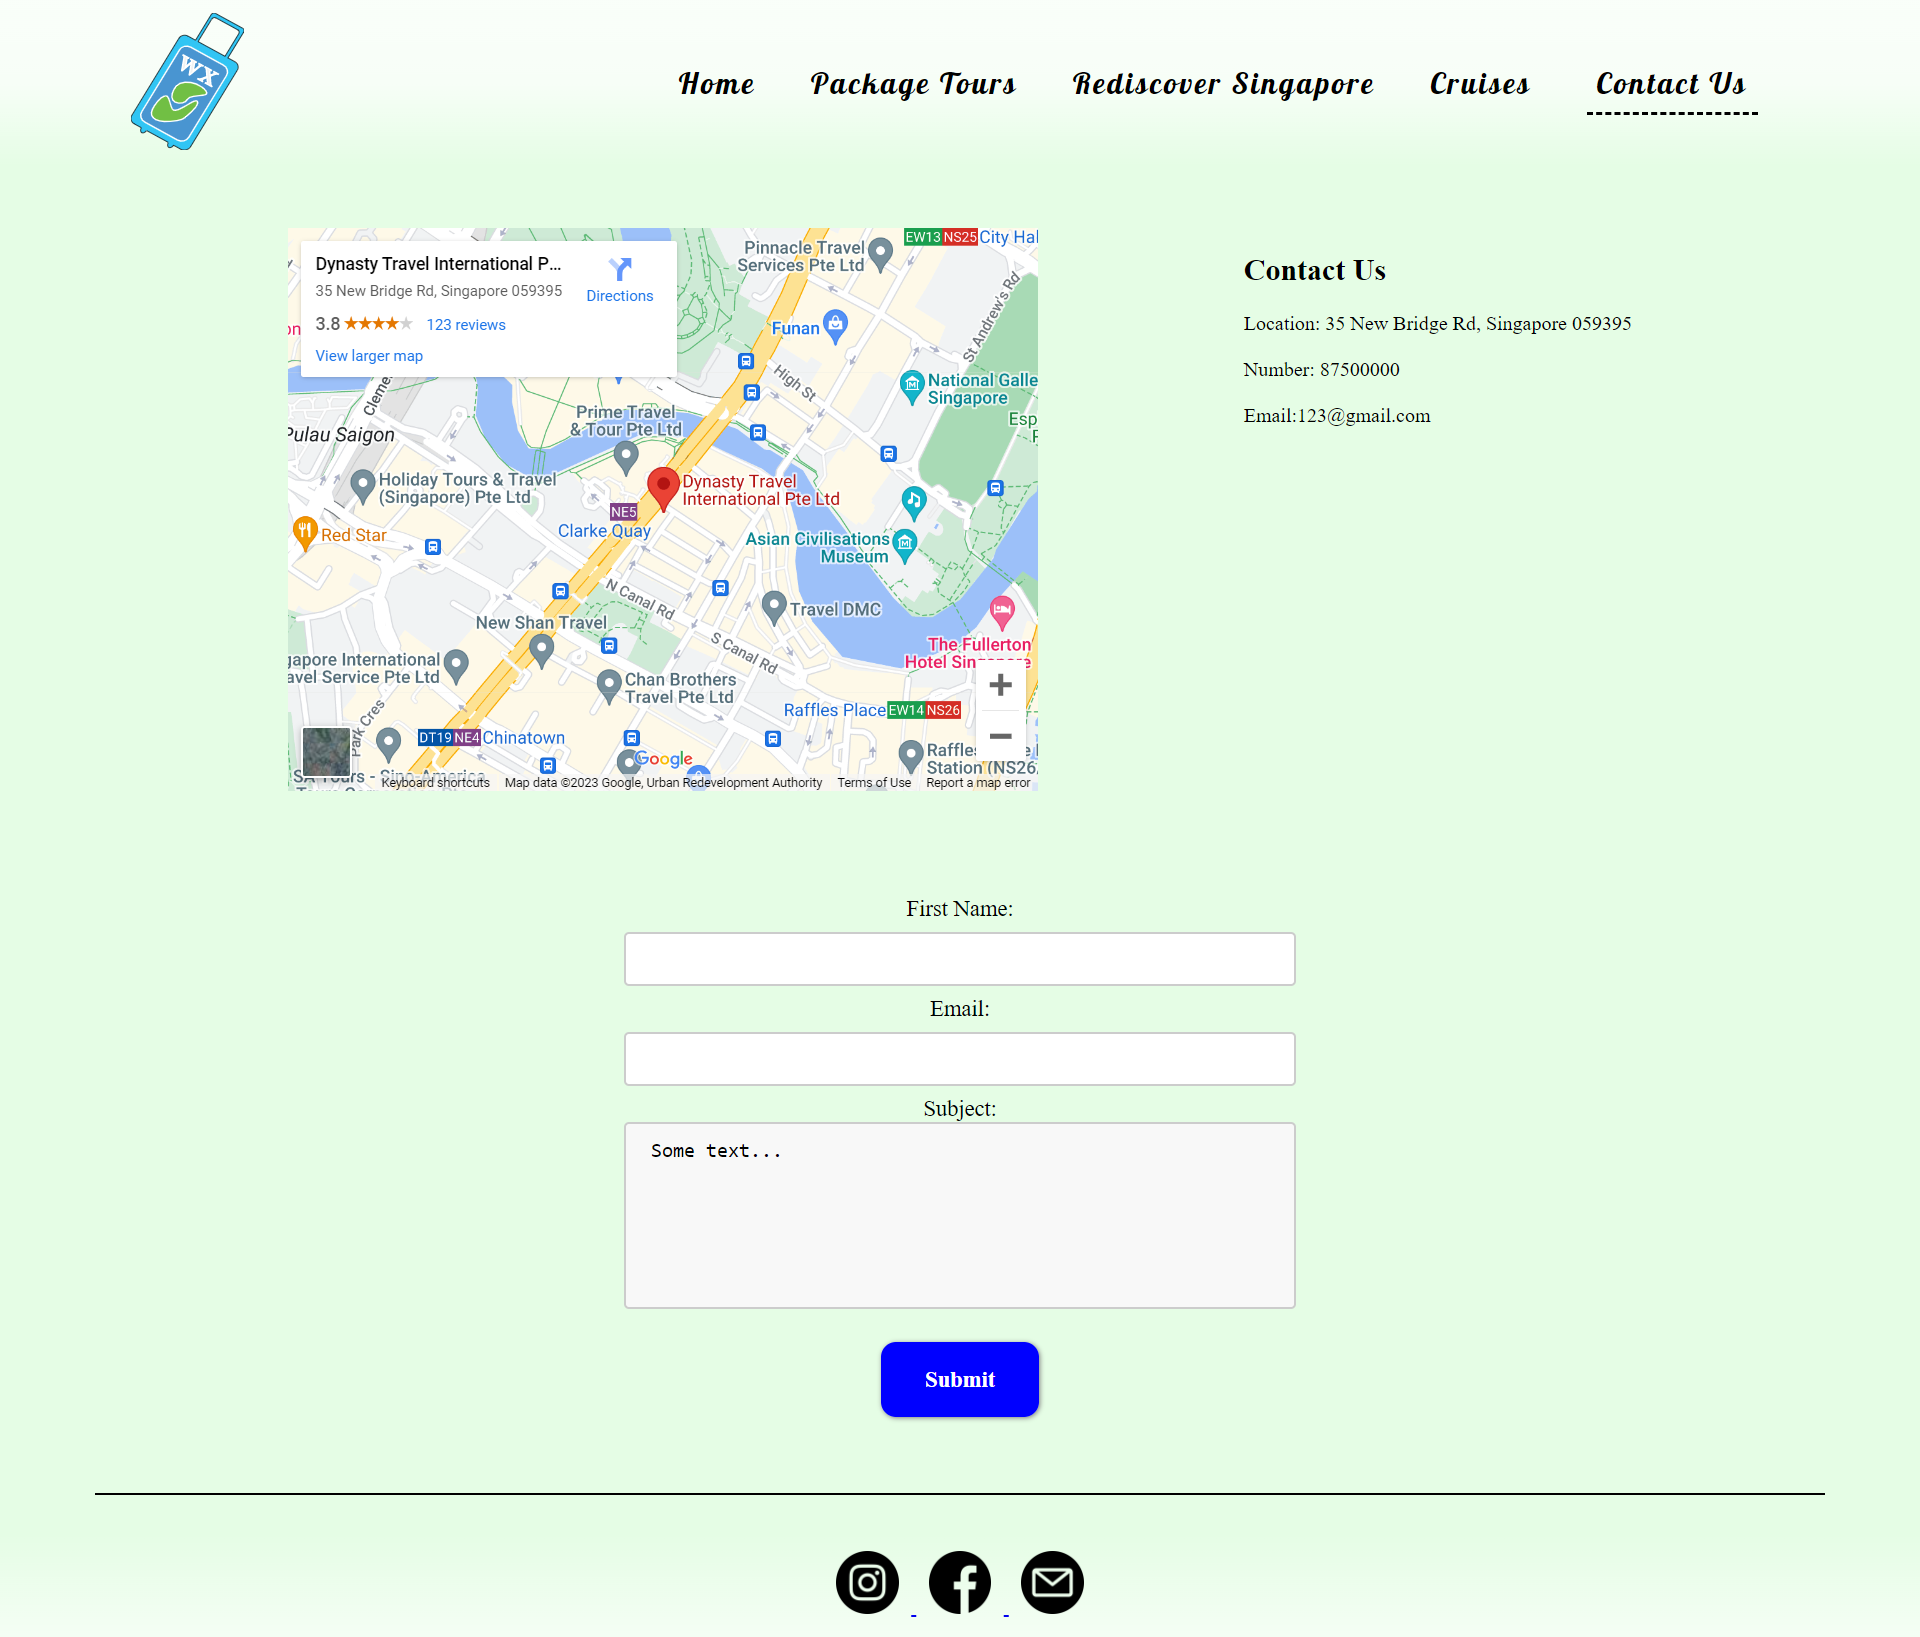 WX
Home
Package Tours
Rediscover Singapore
Cruises
Contact Us
Dynasty Travel International P...
35 New Bridge Rd, Singapore 059395
3.8
123 reviews
View larger map
Directions
Pinnacle Travel
Services Pte Ltd
EW13 NS25 City Hal
Funan
St Andrew's Rd
High St
National Galle
Singapore
Esp
Cleme
Prime Travel
& Tour Pte Ltd
Pulau Saigon
Holiday Tours & Travel
(Singapore) Pte Ltd
Dynasty Travel
International Pte Ltd
NE5
Clarke Quay
Red Star
Asian Civilisations
Museum
N Canal Rd
Travel DMC
New Shan Travel
S Canal Rd
The Fullerton
Hotel Singapore
gapore International
avel Service Pte Ltd
Chan Brothers
Travel Pte Ltd
Raffles Place EW14 NS26
Park Cres
DT19 NE4 Chinatown
Raffles
Station (NS26,
SA Tours - Sino-America
Google
Keyboard shortcuts
Map data ©2023 Google, Urban Redevelopment Authority
Terms of Use
Report a map error
Contact Us
Location: 35 New Bridge Rd, Singapore 059395
Number: 87500000
Email:123@gmail.com
First Name:
Email:
Subject:
Some text...
Submit